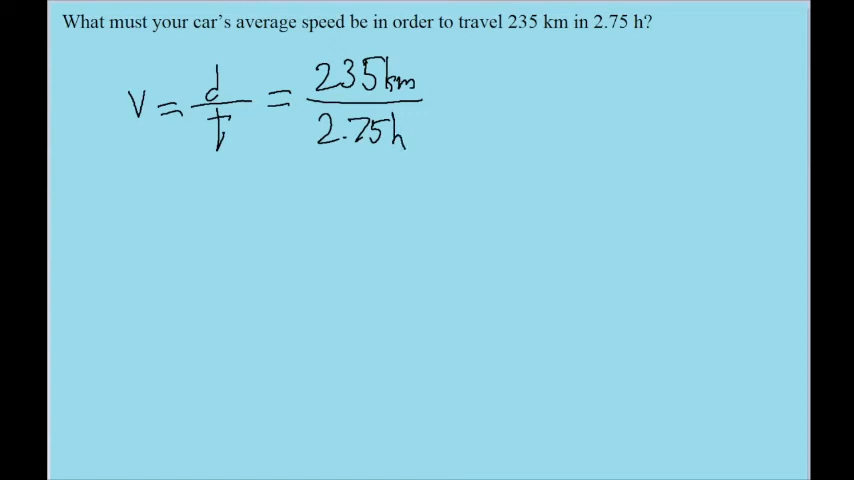 What must your car's average speed be in order to travel 235 km in 2.75 h?
v = d/t = 235km/2.75h